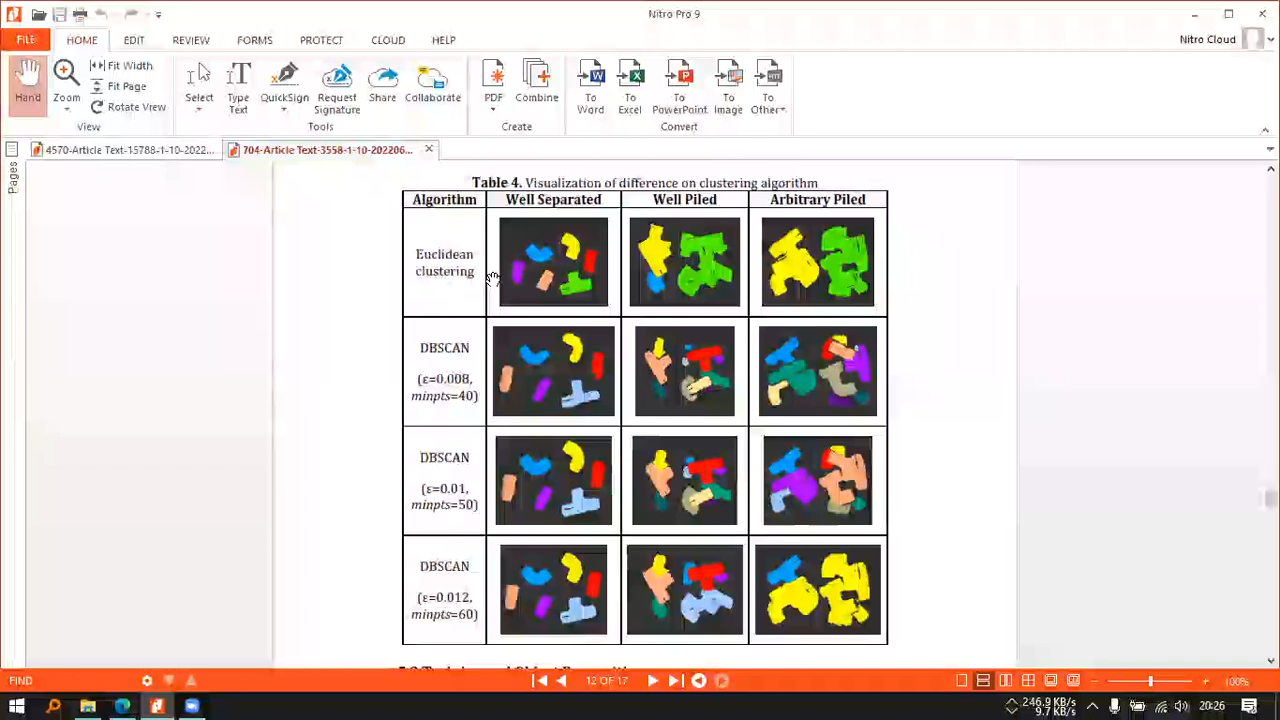 Nitro Pro 9
FILE HOME EDIT REVIEW FORMS PROTECT CLOUD HELP Nitro Cloud
Hand
Zoom
Fit Width
Fit Page
Rotate View
View
Select
Type Text
QuickSign
Request Signature
Share
Collaborate
Tools
PDF
Combine
Create
To Word
To Excel
To PowerPoint
To Image
To Other
Convert
4570-Article Text-15788-1-10-2022...
704-Article Text-3558-1-10-202206...
Pages
Table 4. Visualization of difference on clustering algorithm
Algorithm Well Separated Well Piled Arbitrary Piled
Euclidean
clustering
DBSCAN
(ε=0.008,
minpts=40)
DBSCAN
(ε=0.01,
minpts=50)
DBSCAN
(ε=0.012,
minpts=60)
FIND
12 OF 17
246.9 KB/s
9.7 KB/s
20:26